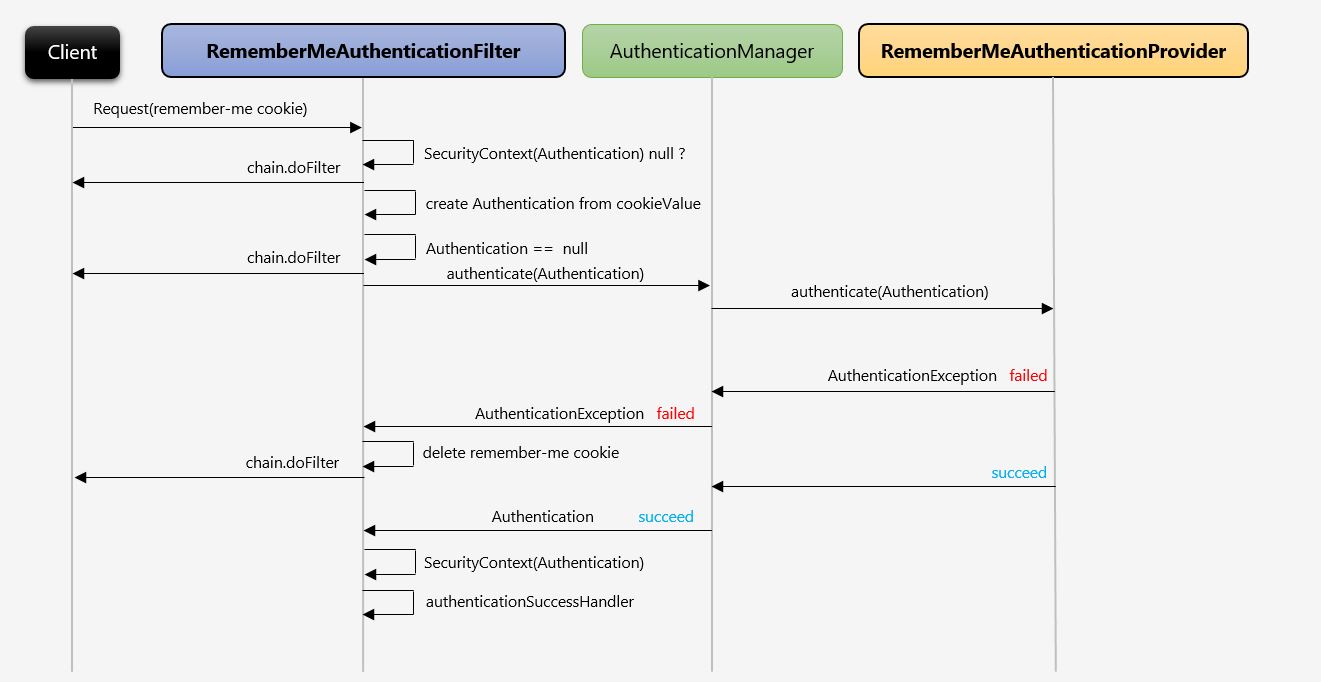 Client
RememberMeAuthenticationFilter
AuthenticationManager
RememberMeAuthenticationProvider
Request(remember-me cookie)
SecurityContext(Authentication) null ?
chain.doFilter
create Authentication from cookieValue
Authentication == null
chain.doFilter
authenticate(Authentication)
authenticate(Authentication)
AuthenticationException failed
AuthenticationException failed
delete remember-me cookie
chain.doFilter
succeed
Authentication succeed
SecurityContext(Authentication)
authenticationSuccessHandler